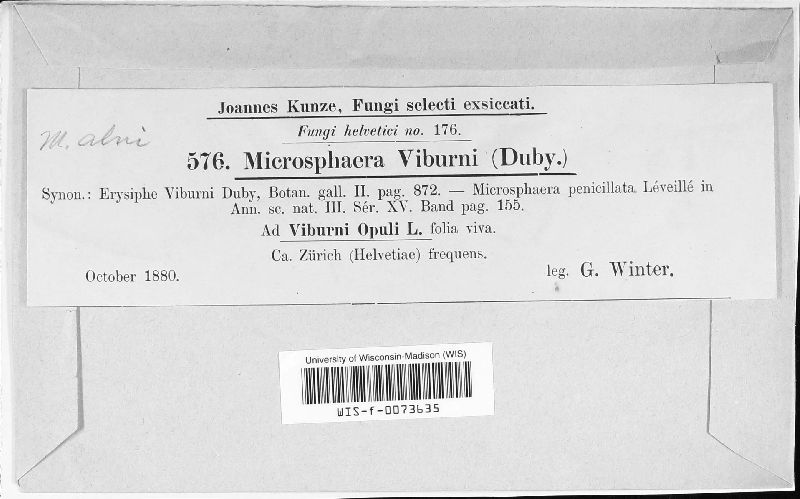 Joannes Kunze, Fungi selecti exsiccati.
Fungi helvetici no. 176.
M. alni
576. Microsphaera Viburni (Duby.)
Synon.: Erysiphe Viburni Duby, Botan. gall. II. pag. 872. — Microsphaera penicillata Léveillé in
Ann. sc. nat. III. Sér. XV. Band pag. 155.
Ad Viburni Opuli L. folia viva.
Ca. Zürich (Helvetiae) frequens.
October 1880.
leg. G. Winter.
University of Wisconsin-Madison (WIS)
WIS-f-0073635